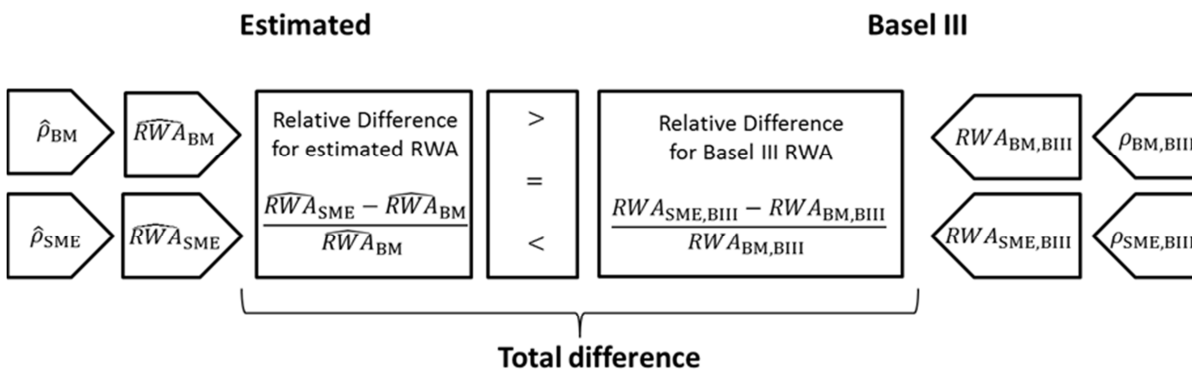 Estimated
Basel III
ρ̂_BM
R̂WA_BM
ρ̂_SME
R̂WA_SME
Relative Difference
for estimated RWA
R̂WA_SME − R̂WA_BM
R̂WA_BM
>
=
<
Relative Difference
for Basel III RWA
RWA_SME,BIII − RWA_BM,BIII
RWA_BM,BIII
RWA_BM,BIII
ρ_BM,BIII
RWA_SME,BIII
ρ_SME,BIII
Total difference